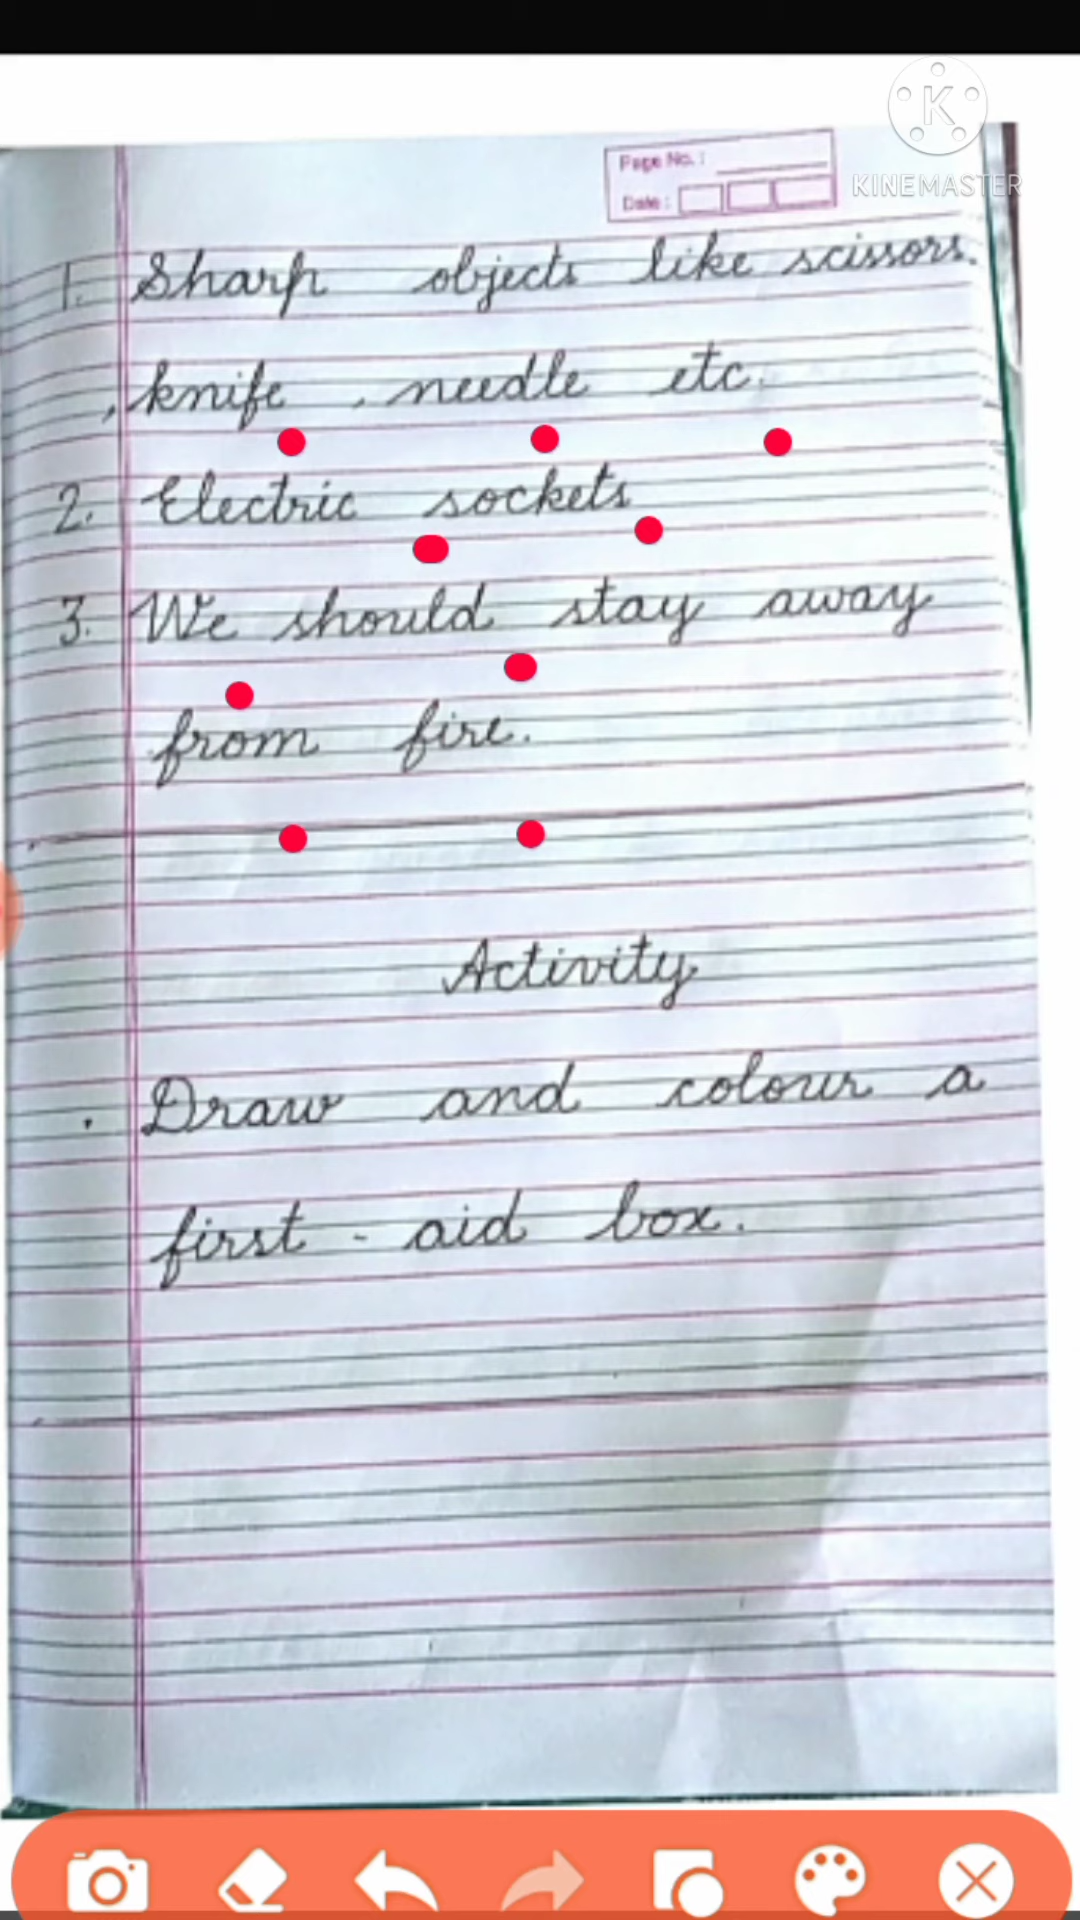 KINEMASTER
Page No. :
Date :
1. Sharp objects like scissors.
, knife , needle etc.
2. Electric sockets
3. We should stay away
from fire.
Activity
. Draw and colour a
first - aid box.